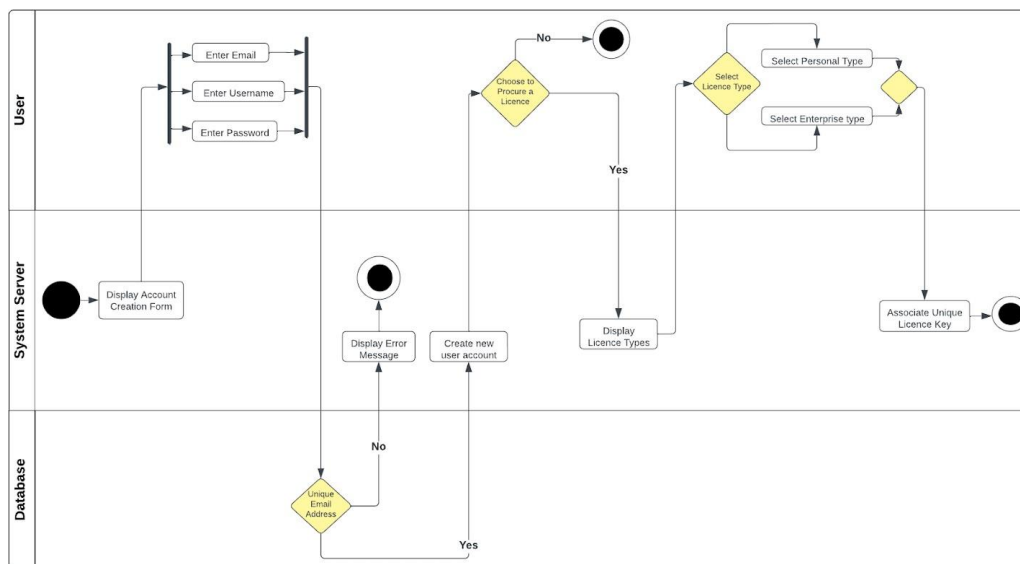 User
Enter Email
Enter Username
Enter Password
No
Choose to
Procure a
Licence
Yes
Select
Licence Type
Select Personal Type
Select Enterprise type
System Server
Display Account
Creation Form
Display Error
Message
Create new
user account
Display
Licence Types
Associate Unique
Licence Key
Database
No
Unique
Email
Address
Yes